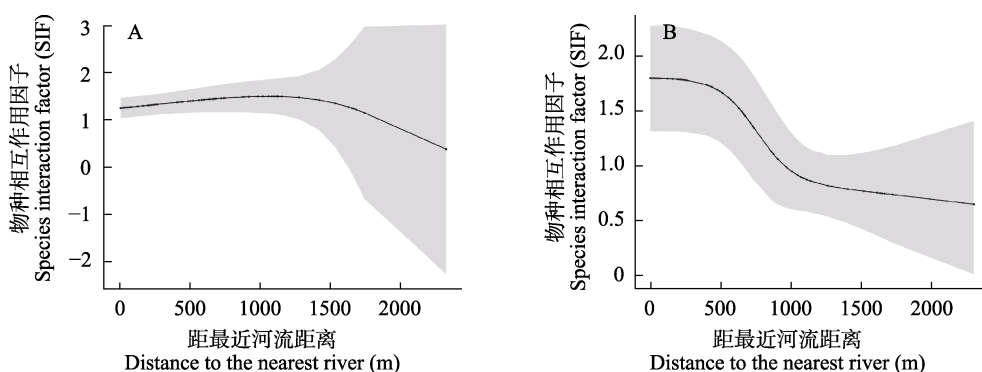 A
物种相互作用因子
Species interaction factor (SIF)
3
2
1
0
−1
−2
0
500
1000
1500
2000
距最近河流距离
Distance to the nearest river (m)
B
物种相互作用因子
Species interaction factor (SIF)
2.0
1.5
1.0
0.5
0
0
500
1000
1500
2000
距最近河流距离
Distance to the nearest river (m)